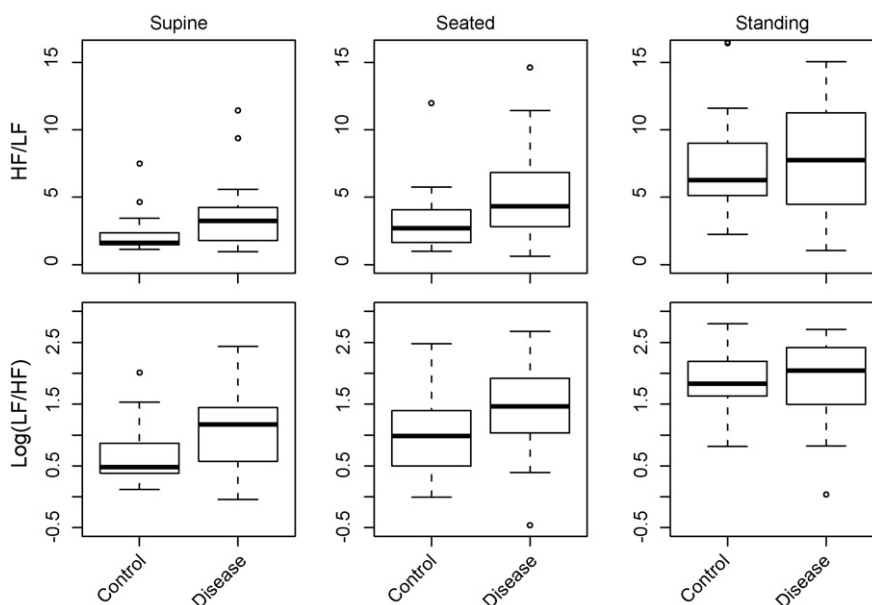 Supine Seated Standing
HF/LF
15 15 15
10 10 10
5 5 5
0 0 0
Log(LF/HF)
2.5 2.5 2.5
1.5 1.5 1.5
0.5 0.5 0.5
-0.5 -0.5 -0.5
Control Disease Control Disease Control Disease